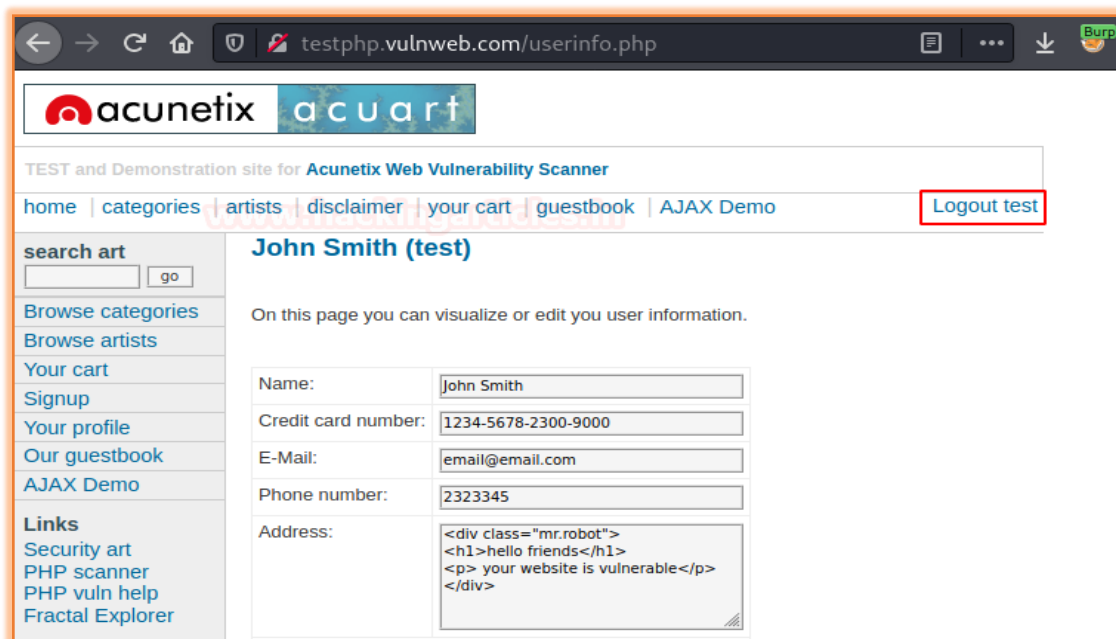 testphp.vulnweb.com/userinfo.php
Burp
acunetix acuart
TEST and Demonstration site for Acunetix Web Vulnerability Scanner
home | categories | artists | disclaimer | your cart | guestbook | AJAX Demo
Logout test
www.hackingarticles.in
search art
go
Browse categories
Browse artists
Your cart
Signup
Your profile
Our guestbook
AJAX Demo
Links
Security art
PHP scanner
PHP vuln help
Fractal Explorer
John Smith (test)
On this page you can visualize or edit you user information.
Name: John Smith
Credit card number: 1234-5678-2300-9000
E-Mail: email@email.com
Phone number: 2323345
Address: <div class="mr.robot">
<h1>hello friends</h1>
<p> your website is vulnerable</p>
</div>